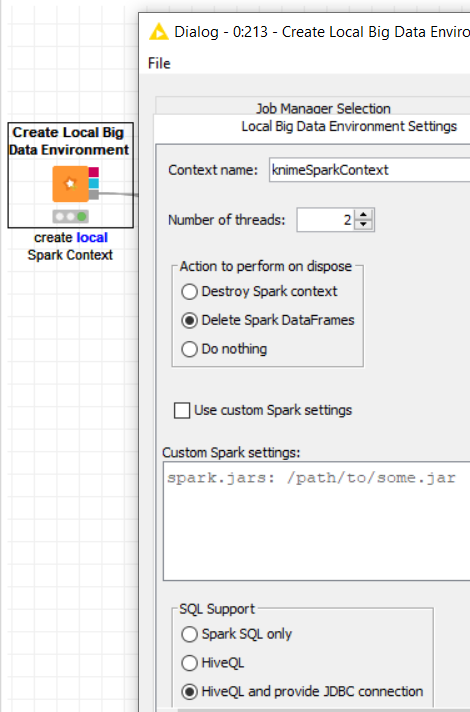 Dialog - 0:213 - Create Local Big Data Enviro
File
Job Manager Selection
Local Big Data Environment Settings
Create Local Big
Data Environment
create local
Spark Context
Context name: knimeSparkContext
Number of threads: 2
Action to perform on dispose
Destroy Spark context
Delete Spark DataFrames
Do nothing
Use custom Spark settings
Custom Spark settings:
spark.jars: /path/to/some.jar
SQL Support
Spark SQL only
HiveQL
HiveQL and provide JDBC connection